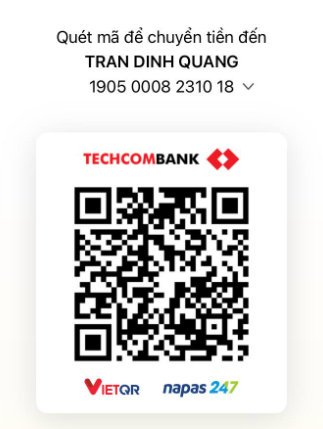 Quét mã để chuyển tiền đến
TRAN DINH QUANG
1905 0008 2310 18
TECHCOMBANK
VIETQR
napas 247